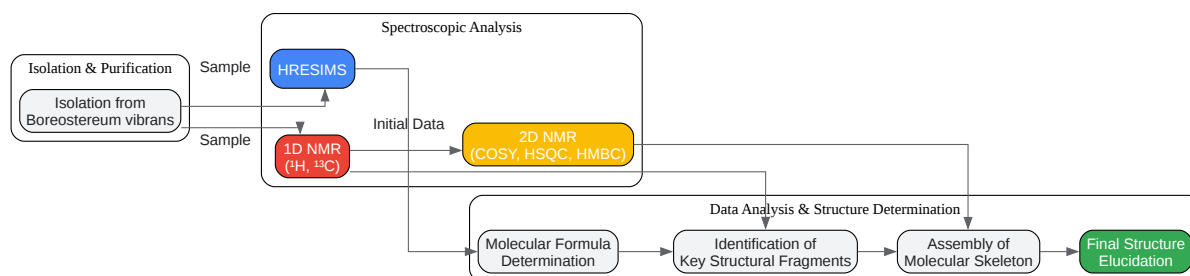 Spectroscopic Analysis
Isolation & Purification
Sample
HRESIMS
Isolation from
Boreostereum vibrans
Initial Data
2D NMR
(COSY, HSQC, HMBC)
Sample
1D NMR
(¹H, ¹³C)
Data Analysis & Structure Determination
Molecular Formula
Determination
Identification of
Key Structural Fragments
Assembly of
Molecular Skeleton
Final Structure
Elucidation